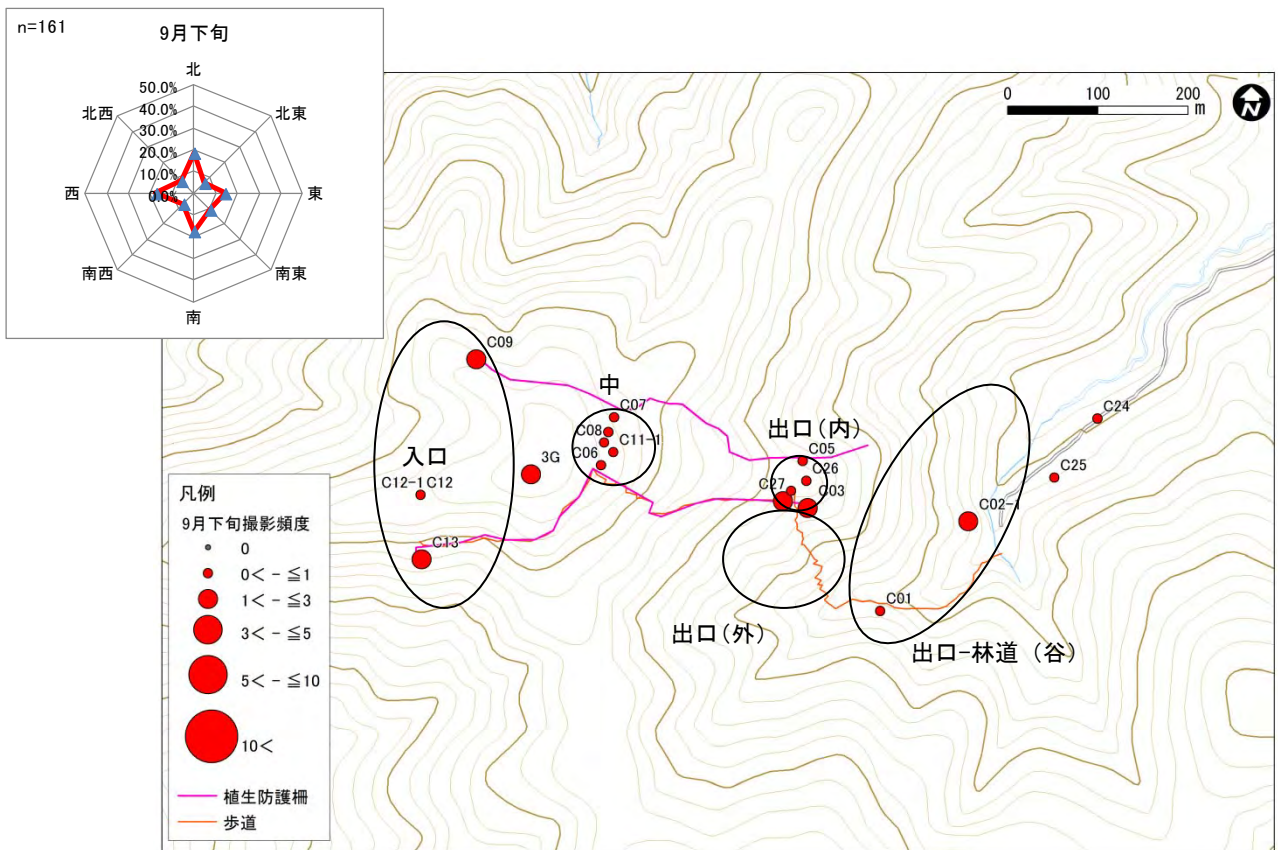 n=161
9月下旬
北
50.0%
40.0%
30.0%
20.0%
10.0%
0.0%
北西
北東
西
東
南西
南東
南
0 100 200
m
N
C09
中
C07
C08
C11-1
C06
3G
入口
C12-1 C12
C13
出口(内)
C05
C26
C27
C03
C24
C25
C02-1
C01
出口(外)
出口-林道（谷）
凡例
9月下旬撮影頻度
0
0< - ≦1
1< - ≦3
3< - ≦5
5< - ≦10
10<
植生防護柵
歩道